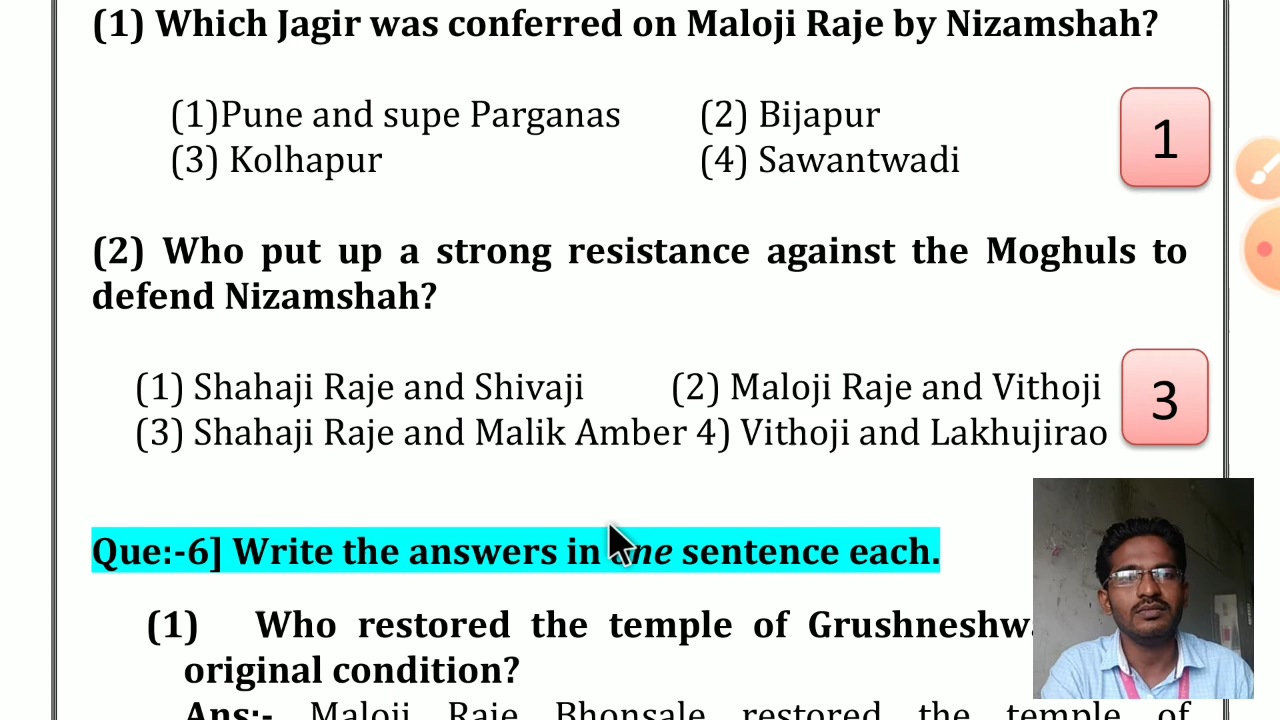 (1) Which Jagir was conferred on Maloji Raje by Nizamshah?
(1)Pune and supe Parganas (2) Bijapur
(3) Kolhapur (4) Sawantwadi
1
(2) Who put up a strong resistance against the Moghuls to
defend Nizamshah?
(1) Shahaji Raje and Shivaji (2) Maloji Raje and Vithoji
(3) Shahaji Raje and Malik Amber 4) Vithoji and Lakhujirao
3
Que:-6] Write the answers in one sentence each.
(1) Who restored the temple of
original condition?
Ans:- Maloji Raje Bhonsale restored the temple of